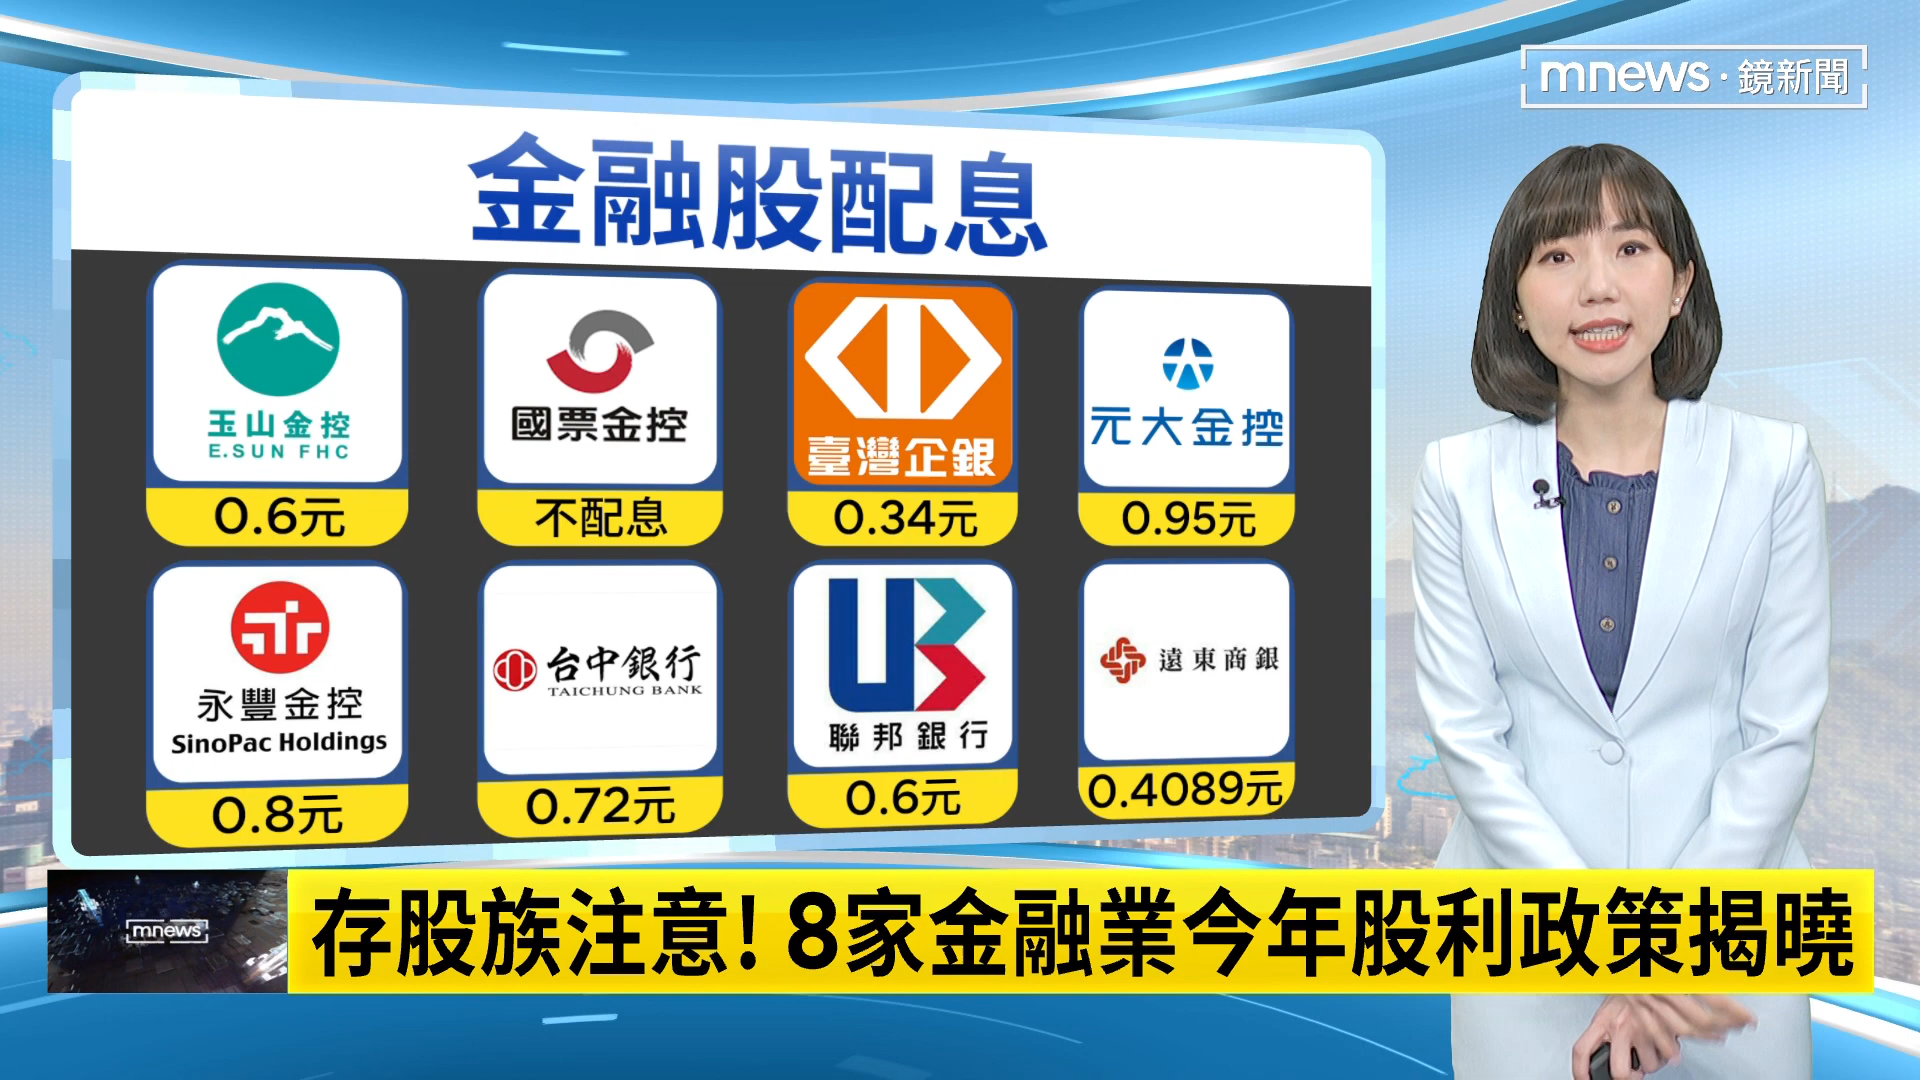 mnews·鏡新聞
金融股配息
玉山金控
E.SUN FHC
0.6元
國票金控
不配息
臺灣企銀
0.34元
元大金控
0.95元
永豐金控
SinoPac Holdings
0.8元
台中銀行
TAICHUNG BANK
0.72元
UB
聯邦銀行
0.6元
遠東商銀
0.4089元
mnews
存股族注意! 8家金融業今年股利政策揭曉